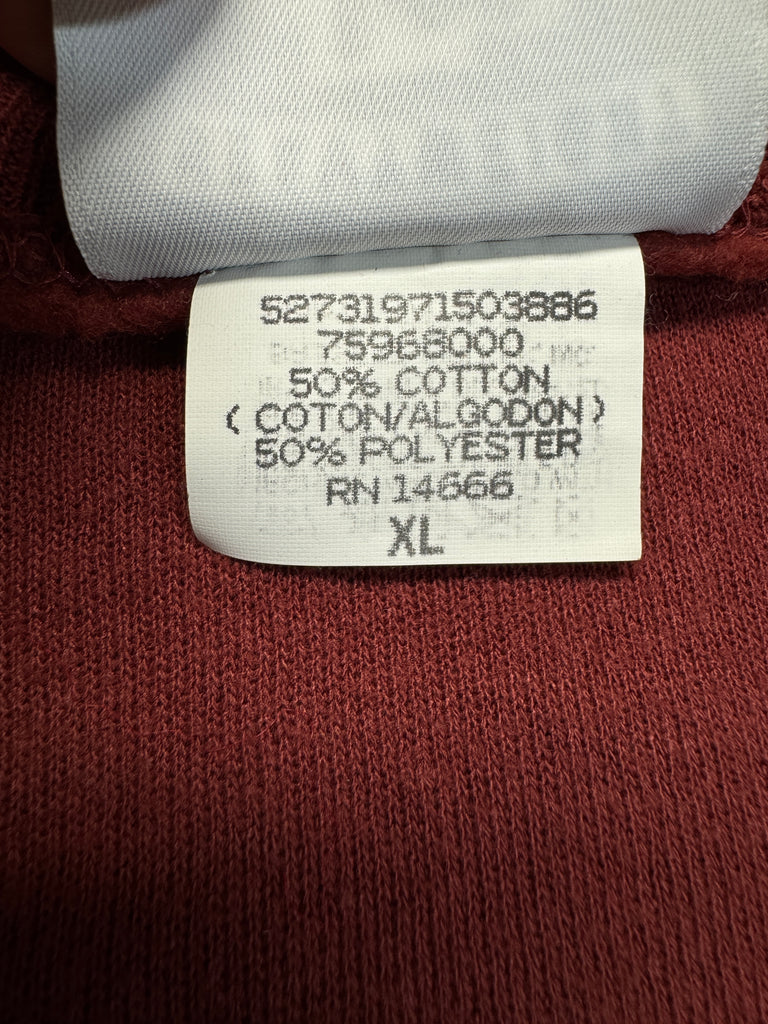 52731971503886
75968000
50% COTTON
( COTON/ALGODON )
50% POLYESTER
RN 14666
XL